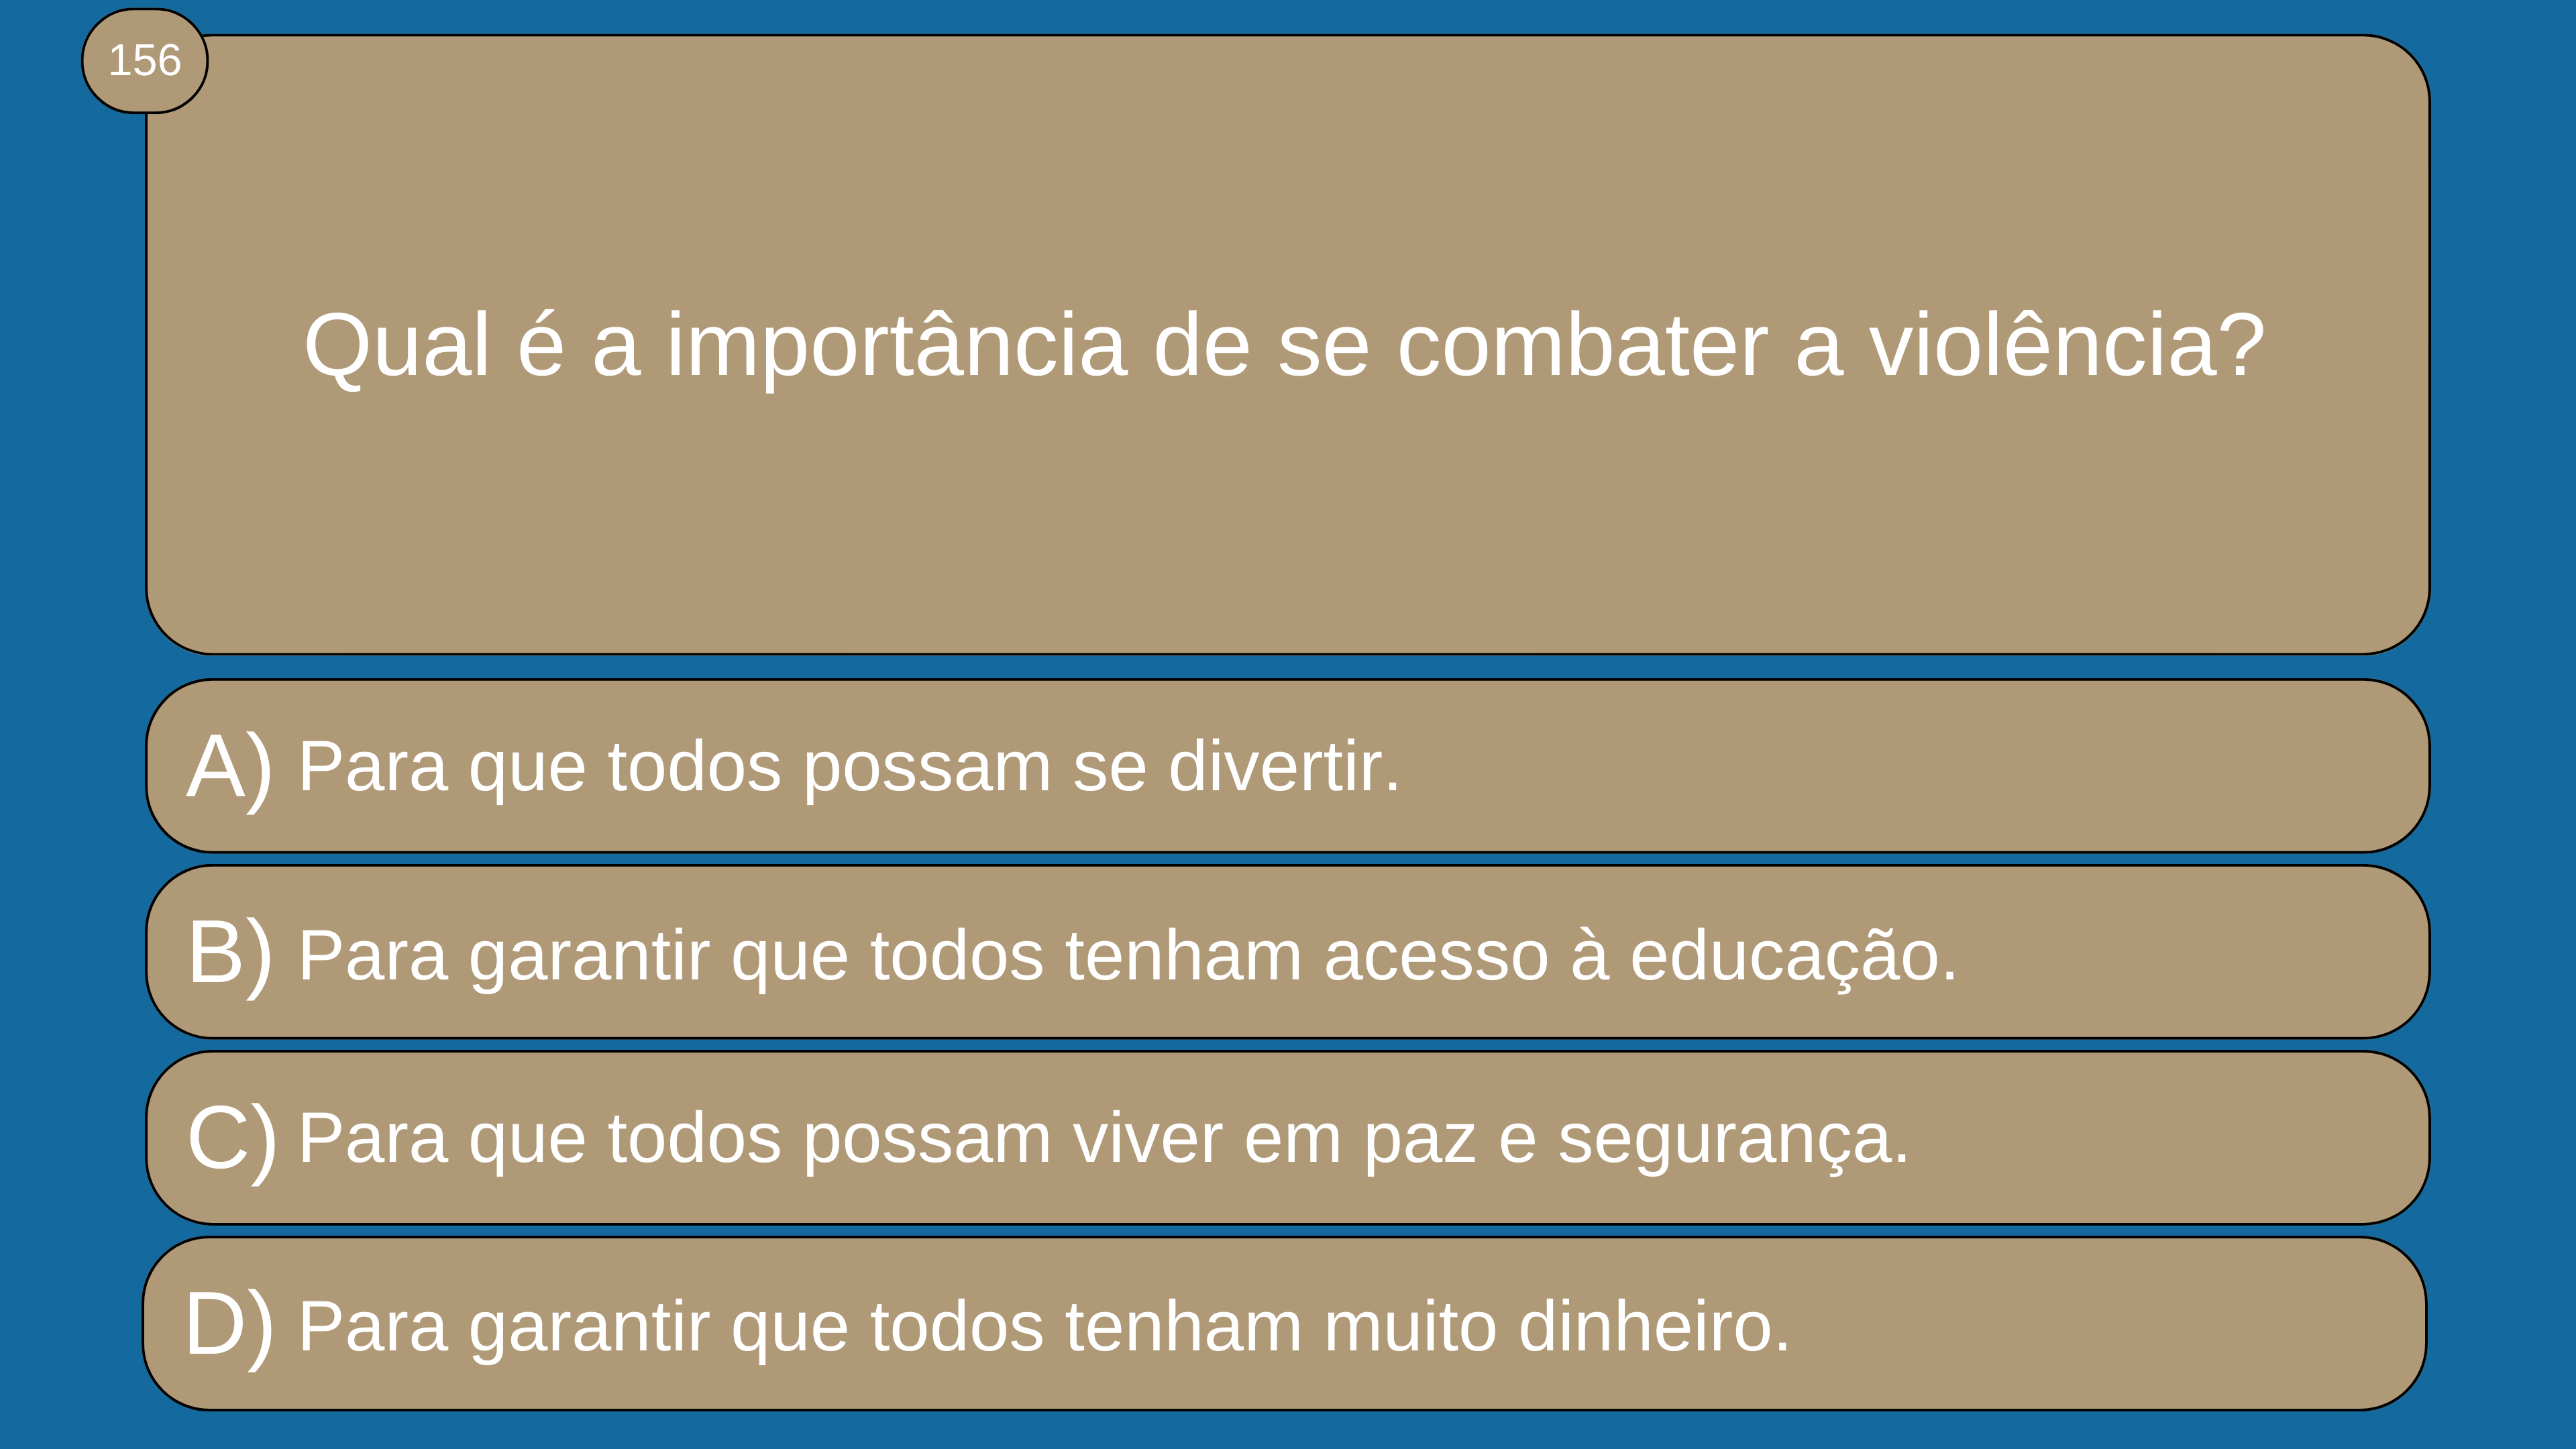 156
Qual é a importância de se combater a violência?
A) Para que todos possam se divertir.
B) Para garantir que todos tenham acesso à educação.
C) Para que todos possam viver em paz e segurança.
D) Para garantir que todos tenham muito dinheiro.